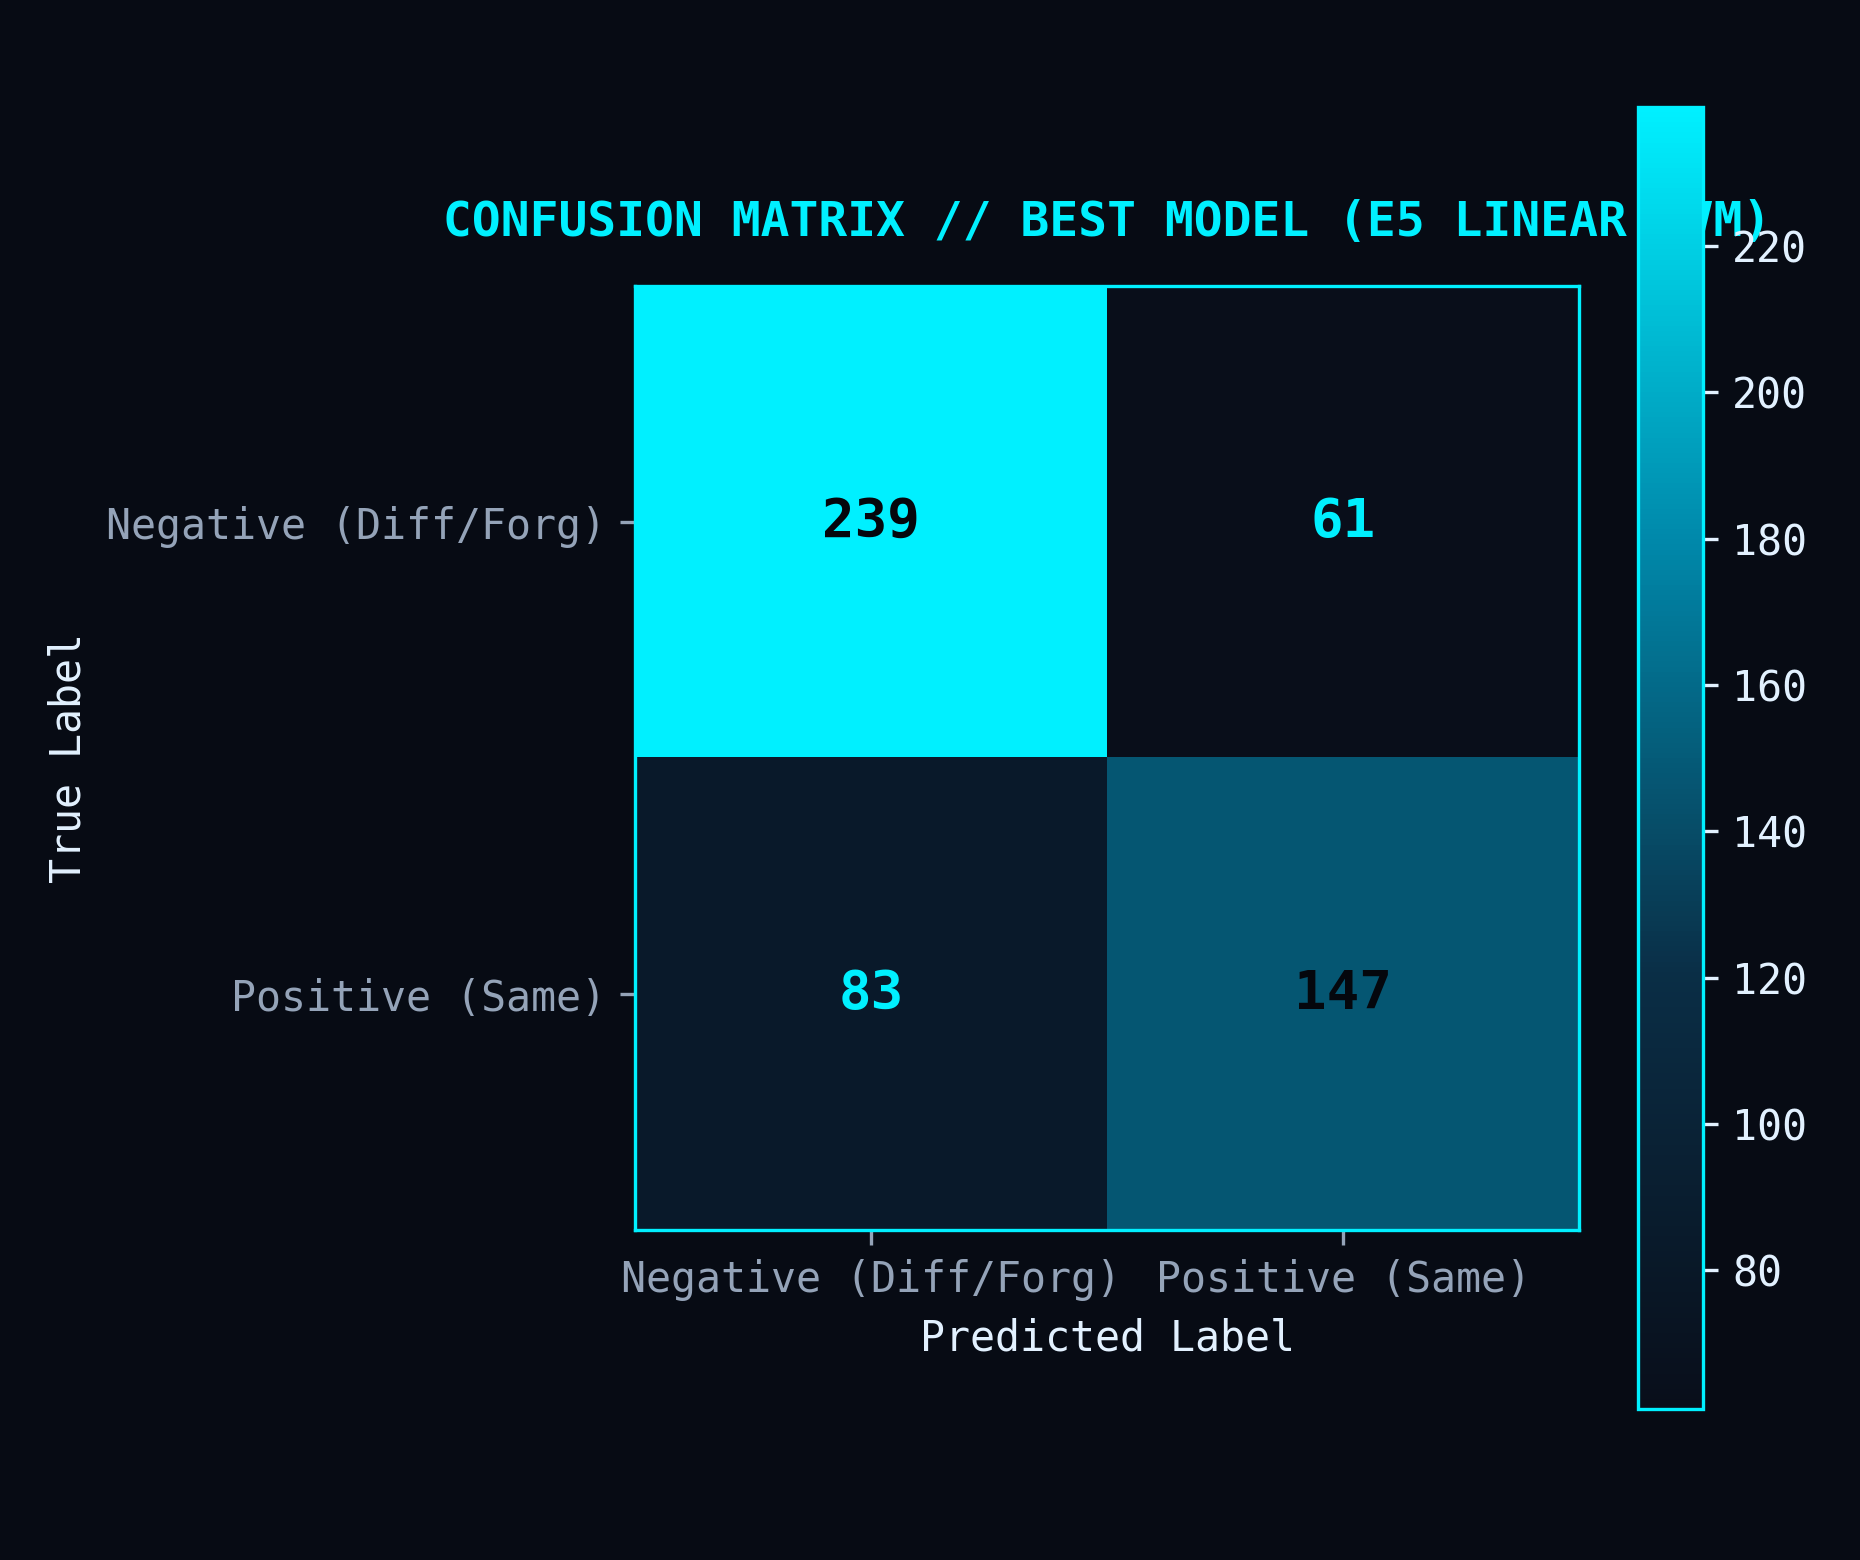 CONFUSION MATRIX // BEST MODEL (E5 LINEAR VM)
220
200
180
160
140
120
100
80
True Label
Negative (Diff/Forg)
239
61
Positive (Same)
83
147
Negative (Diff/Forg)
Positive (Same)
Predicted Label